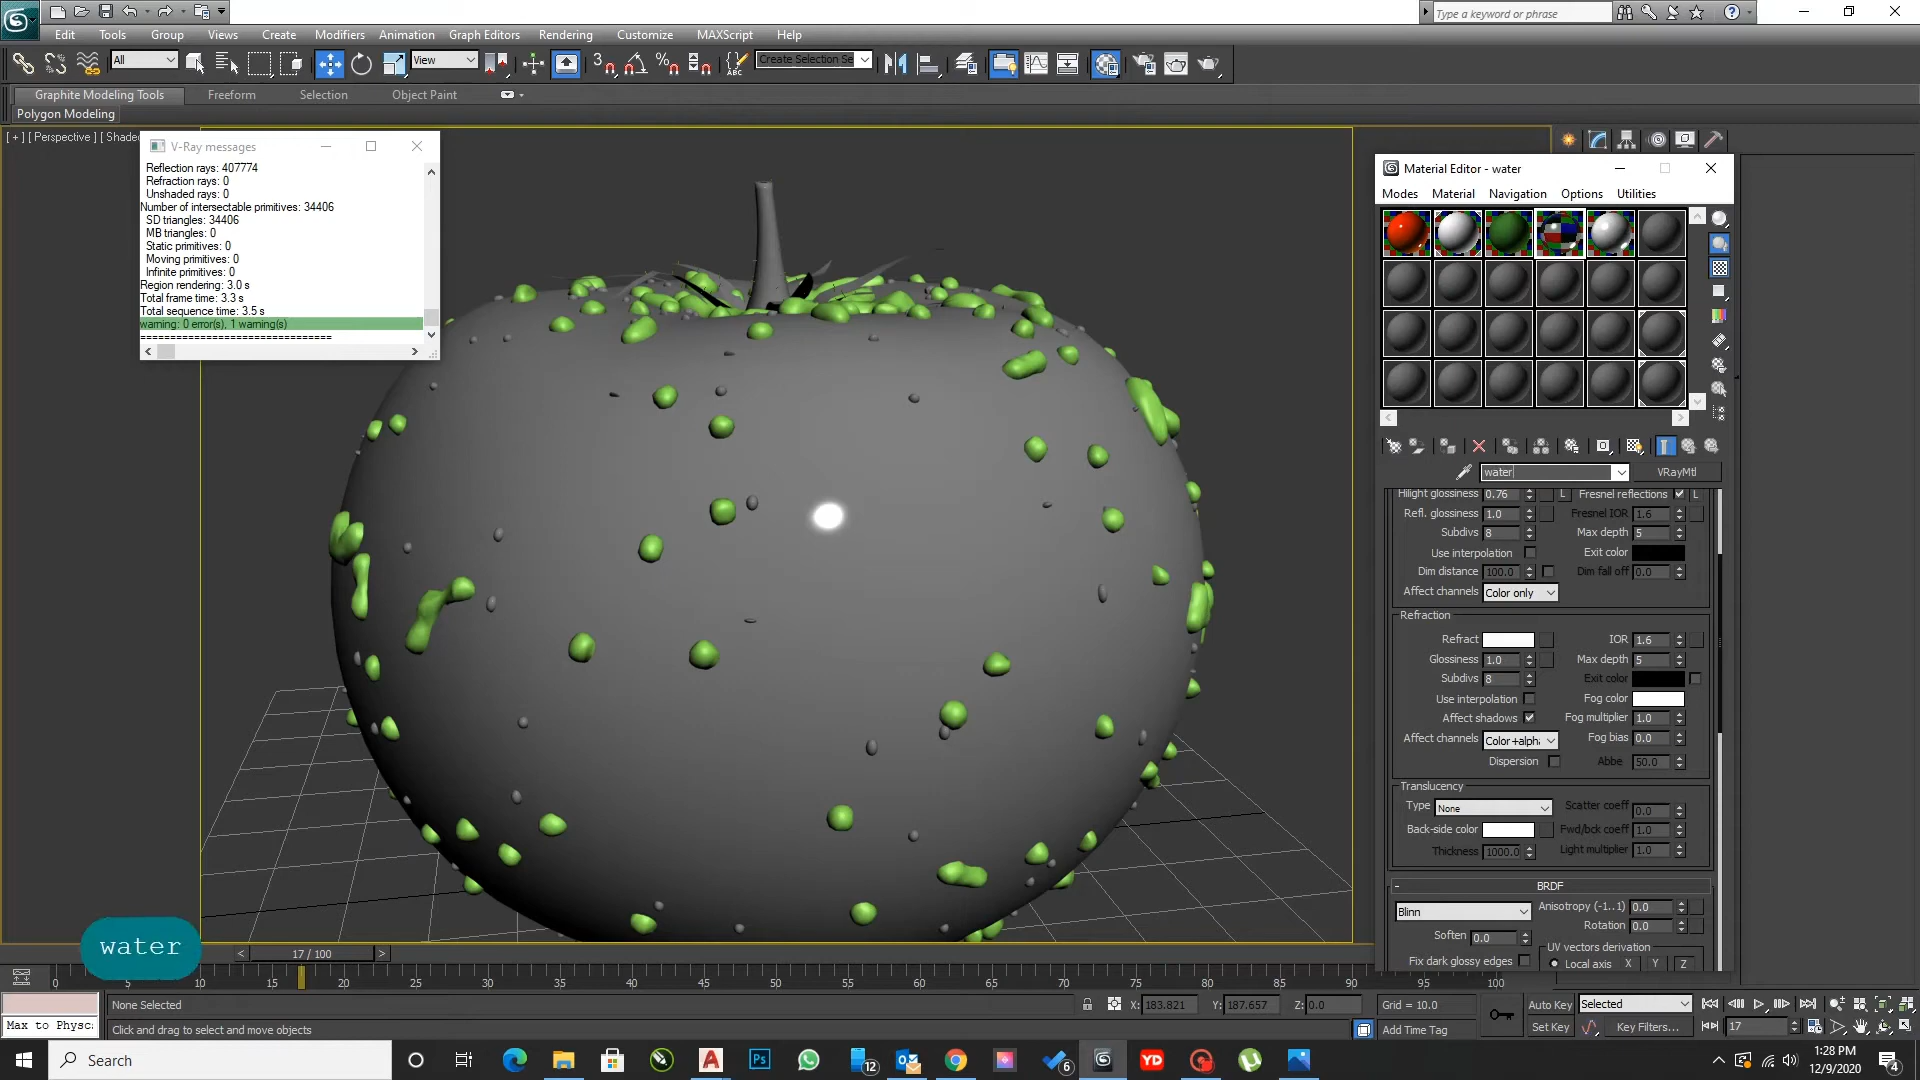 Type a keyword or phrase
Edit Tools Group Views Create Modifiers Animation Graph Editors Rendering Customize MAXScript Help
All View Create Selection Se
Graphite Modeling Tools Freeform Selection Object Paint
Polygon Modeling
[ + ] [ Perspective ] [ Shade
V-Ray messages
Reflection rays: 407774
Refraction rays: 0
Unshaded rays: 0
Number of intersectable primitives: 34406
SD triangles: 34406
MB triangles: 0
Static primitives: 0
Moving primitives: 0
Infinite primitives: 0
Region rendering: 3.0 s
Total frame time: 3.3 s
Total sequence time: 3.5 s
warning: 0 error(s), 1 warning(s)
================================
Material Editor - water
Modes Material Navigation Options Utilities
water VRayMtl
Hilight glossiness 0.76 L Fresnel reflections L
Refl. glossiness 1.0 Fresnel IOR 1.6
Subdivs 8 Max depth 5
Use interpolation Exit color
Dim distance 100.0 Dim fall off 0.0
Affect channels Color only
Refraction
Refract IOR 1.6
Glossiness 1.0 Max depth 5
Subdivs 8 Exit color
Use interpolation Fog color
Affect shadows Fog multiplier 1.0
Affect channels Color+alph Fog bias 0.0
Dispersion Abbe 50.0
Translucency
Type None Scatter coeff 0.0
Back-side color Fwd/bck coeff 1.0
Thickness 1000.0 Light multiplier 1.0
- BRDF
Blinn Anisotropy (-1..1) 0.0
Rotation 0.0
Soften 0.0 UV vectors derivation
Fix dark glossy edges Local axis X Y Z
water
< 17 / 100 >
0 5 10 15 20 25 30 35 40 45 50 55 60 65 70 75 80 85 90 95 100
None Selected X: 183.821 Y: 187.657 Z: 0.0 Grid = 10.0 Auto Key Selected
Max to Physc: Click and drag to select and move objects Add Time Tag Set Key Key Filters... 17
Search 12 6 YD 1:28 PM
12/9/2020 4